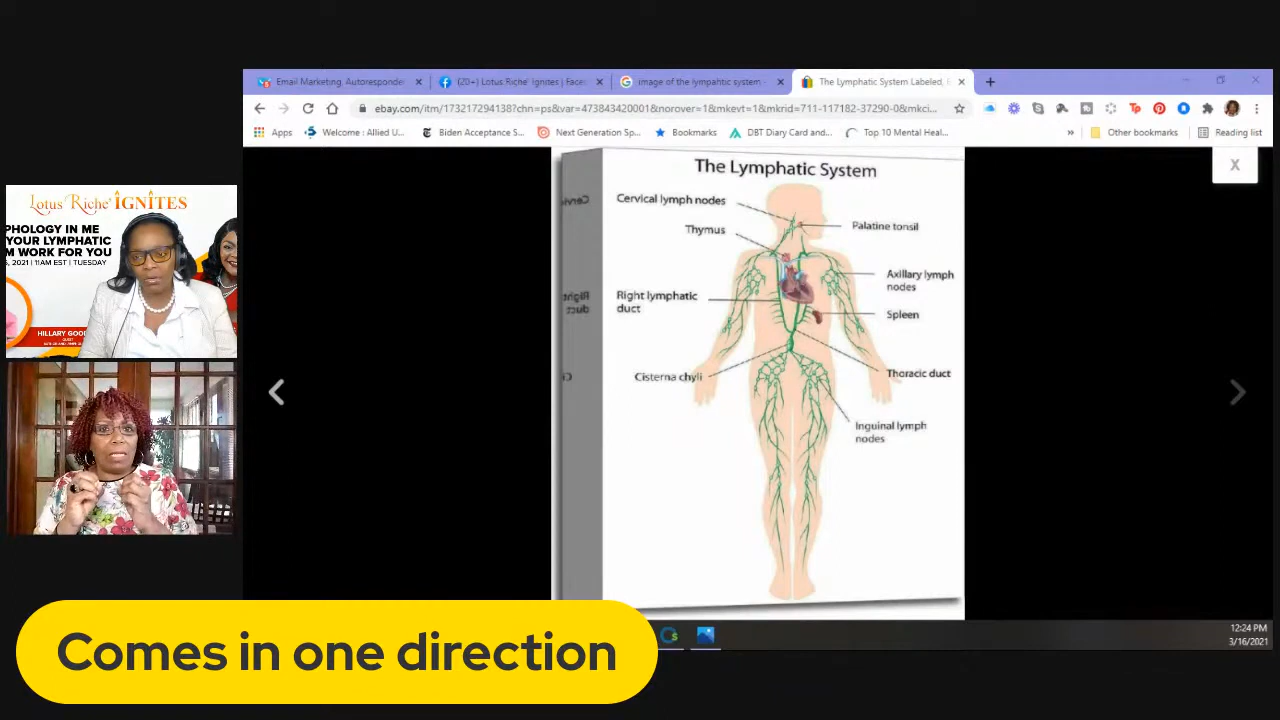 Email Marketing, Autoresponder
(20+) Lotus Riche' Ignites | Face
image of the lympahtic system -
The Lymphatic System Labeled,
ebay.com/itm/173217294138?chn=ps&var=473843420001&norover=1&mkevt=1&mkrid=711-117182-37290-0&mkci...
Apps
Welcome : Allied U...
Biden Acceptance S...
Next Generation Sp...
Bookmarks
DBT Diary Card and...
Top 10 Mental Heal...
»
Other bookmarks
Reading list
X
The Lymphatic System
Cervical lymph nodes
Palatine tonsil
Thymus
Axillary lymph
nodes
Right lymphatic
duct
Spleen
Cisterna chyli
Thoracic duct
Inguinal lymph
nodes
Lotus Riche' IGNITES
PHOLOGY IN ME
YOUR LYMPHATIC
M WORK FOR YOU
2021 | 11AM EST | TUESDAY
HILLARY GOOD
GUEST
12:24 PM
3/16/2021
Comes in one direction